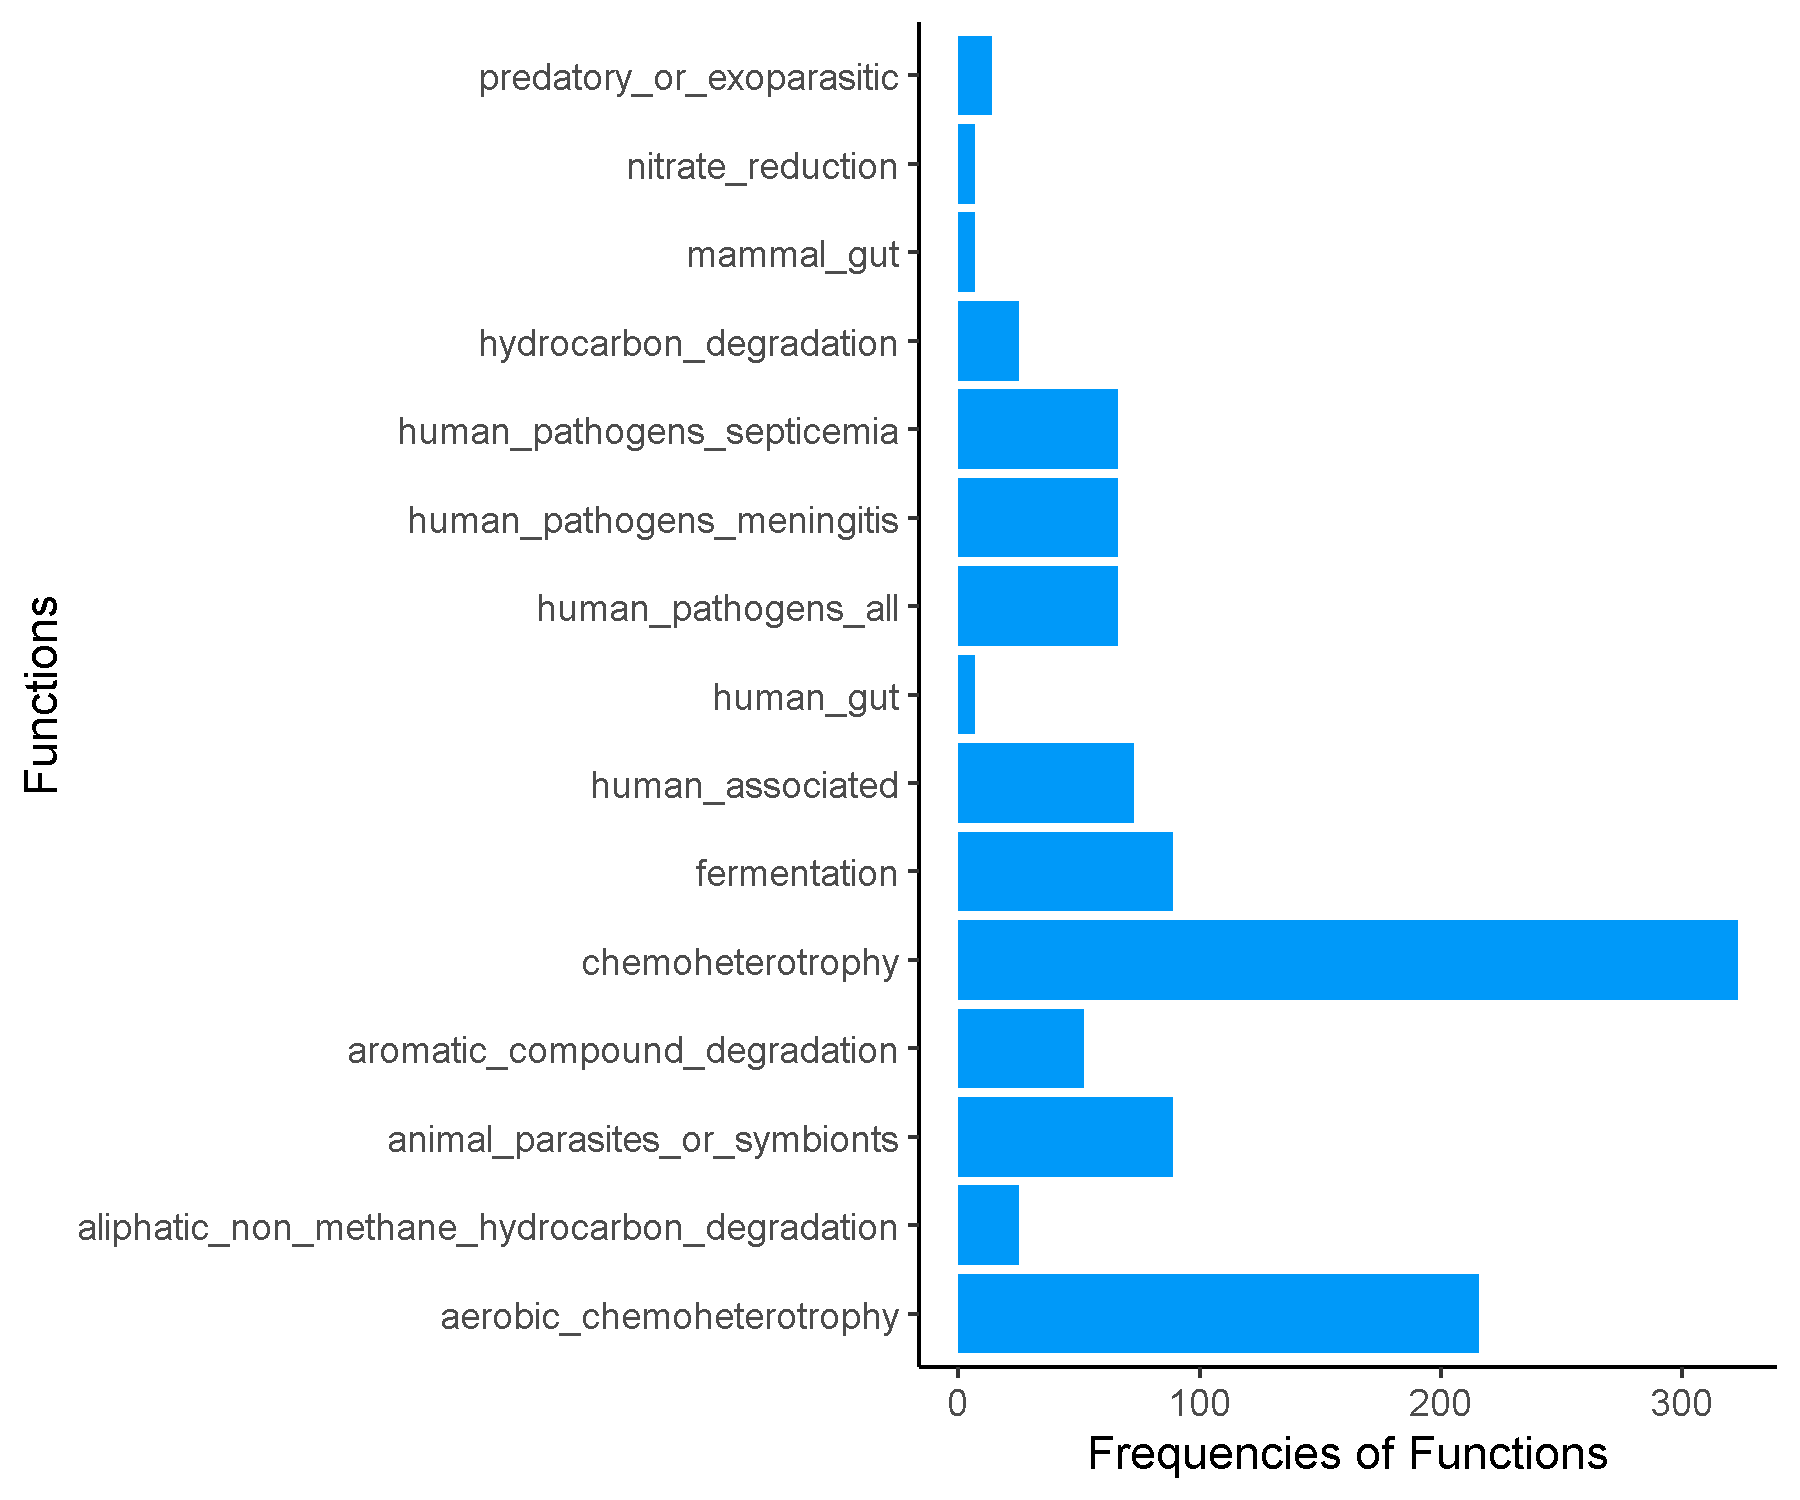 predatory_or_exoparasitic
nitrate_reduction
mammal_gut
hydrocarbon_degradation
human_pathogens_septicemia
human_pathogens_meningitis
human_pathogens_all
human_gut
human_associated
fermentation
chemoheterotrophy
aromatic_compound_degradation
animal_parasites_or_symbionts
aliphatic_non_methane_hydrocarbon_degradation
aerobic_chemoheterotrophy
Functions
0 100 200 300
Frequencies of Functions